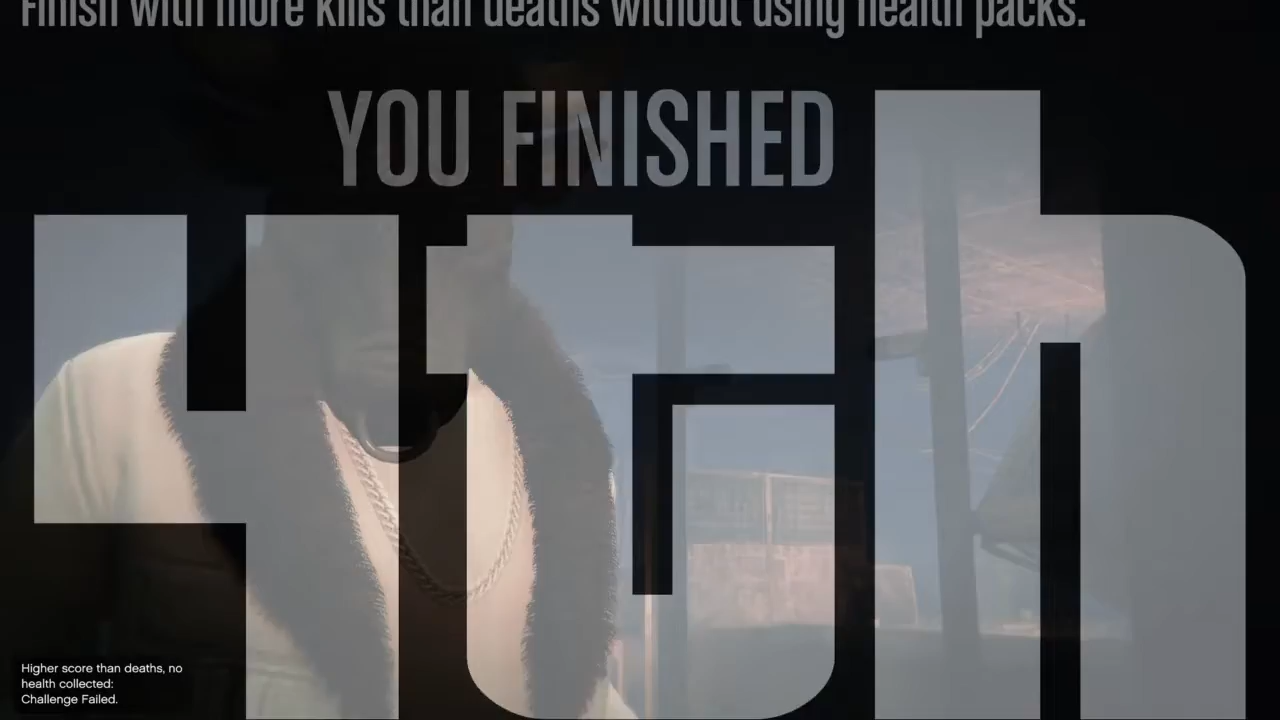 Finish with more kills than deaths without using health packs.
YOU FINISHED
4th
Higher score than deaths, no
health collected:
Challenge Failed.